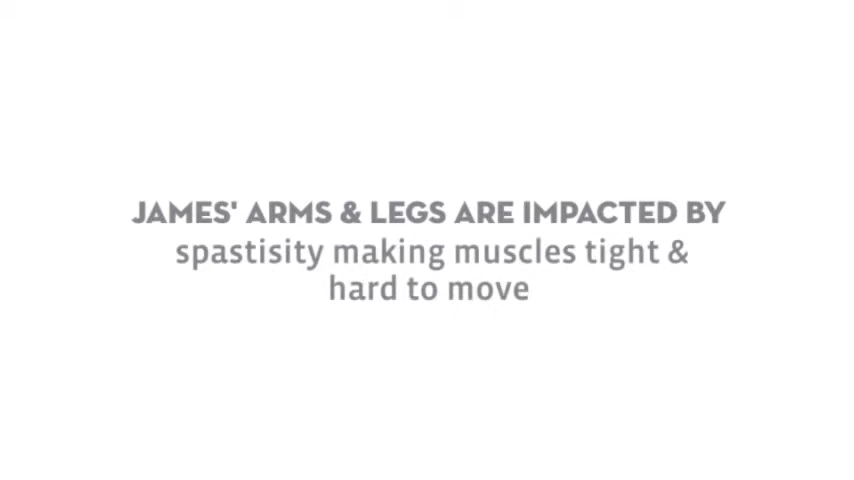 JAMES' ARMS & LEGS ARE IMPACTED BY
spastisity making muscles tight &
hard to move